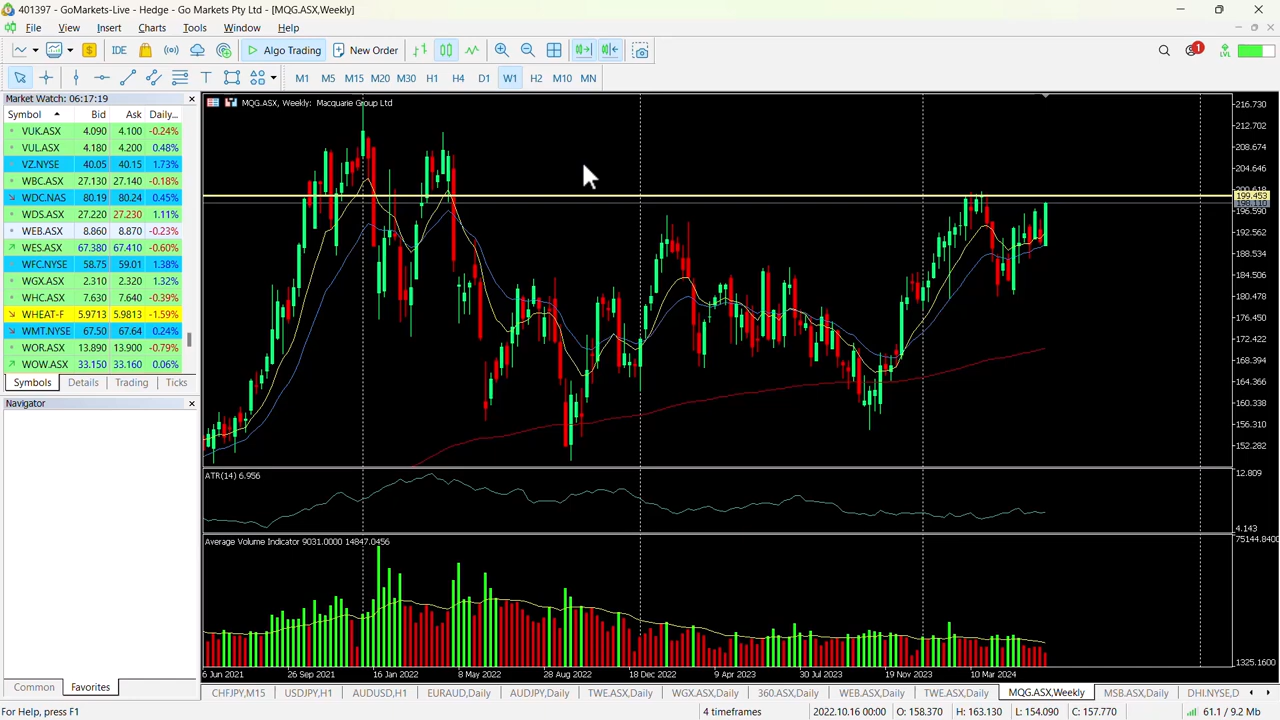 401397 - GoMarkets-Live - Hedge - Go Markets Pty Ltd - [MQG.ASX,Weekly]
File View Insert Charts Tools Window Help
IDE Algo Trading New Order 1 LVL
M1 M5 M15 M20 M30 H1 H4 D1 W1 H2 M10 MN
Market Watch: 06:17:19
Symbol Bid Ask Daily...
VUK.ASX 4.090 4.100 -0.24%
VUL.ASX 4.180 4.200 0.48%
VZ.NYSE 40.05 40.15 1.73%
WBC.ASX 27.130 27.140 -0.18%
WDC.NAS 80.19 80.24 0.45%
WDS.ASX 27.220 27.230 1.11%
WEB.ASX 8.860 8.870 -0.23%
WES.ASX 67.380 67.410 -0.60%
WFC.NYSE 58.75 59.01 1.38%
WGX.ASX 2.310 2.320 1.32%
WHC.ASX 7.630 7.640 -0.39%
WHEAT-F 5.9713 5.9813 -1.59%
WMT.NYSE 67.50 67.64 0.24%
WOR.ASX 13.890 13.900 -0.79%
WOW.ASX 33.150 33.160 0.06%
Symbols Details Trading Ticks
Navigator
Common Favorites
MQG.ASX, Weekly: Macquarie Group Ltd
216.730
212.702
208.674
204.646
199.453
196.590
192.562
188.534
184.506
180.478
176.450
172.422
168.394
164.366
160.338
156.310
152.282
ATR(14) 6.956
12.809
4.143
Average Volume Indicator 9031.0000 14847.0456
75144.8400
1325.1600
6 Jun 2021 26 Sep 2021 16 Jan 2022 8 May 2022 28 Aug 2022 18 Dec 2022 9 Apr 2023 30 Jul 2023 19 Nov 2023 10 Mar 2024
CHFJPY,M15 USDJPY,H1 AUDUSD,H1 EURAUD,Daily AUDJPY,Daily TWE.ASX,Daily WGX.ASX,Daily 360.ASX,Daily WEB.ASX,Daily TWE.ASX,Daily MQG.ASX,Weekly MSB.ASX,Daily DHI.NYSE,D
For Help, press F1 4 timeframes 2022.10.16 00:00 O: 158.370 H: 163.130 L: 154.090 C: 157.770 61.1 / 9.2 Mb